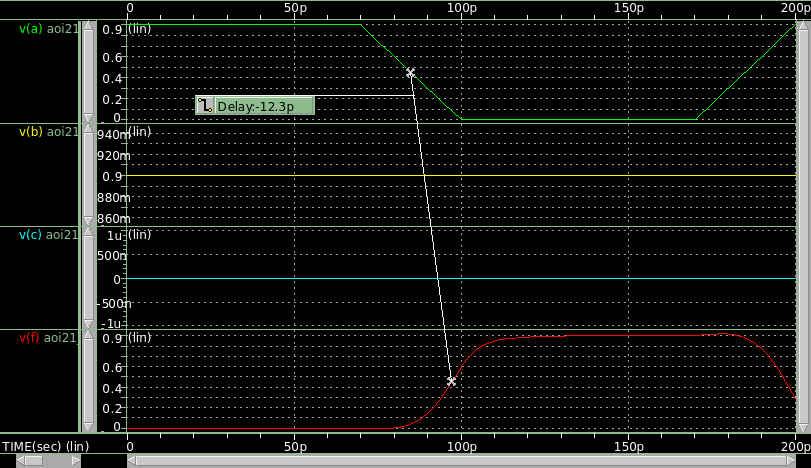 0 50p 100p 150p 200p
v(a) aoi21 0.9 (lin)
0.6
0.4
0.2
Delay:-12.3p
0
v(b) aoi21 940m (lin)
920m
0.9
880m
860m
v(c) aoi21 1u (lin)
500n
0
-500n
-1u
v(f) aoi21 0.9 (lin)
0.6
0.4
0.2
0
TIME(sec) (lin) 0 50p 100p 150p 200p